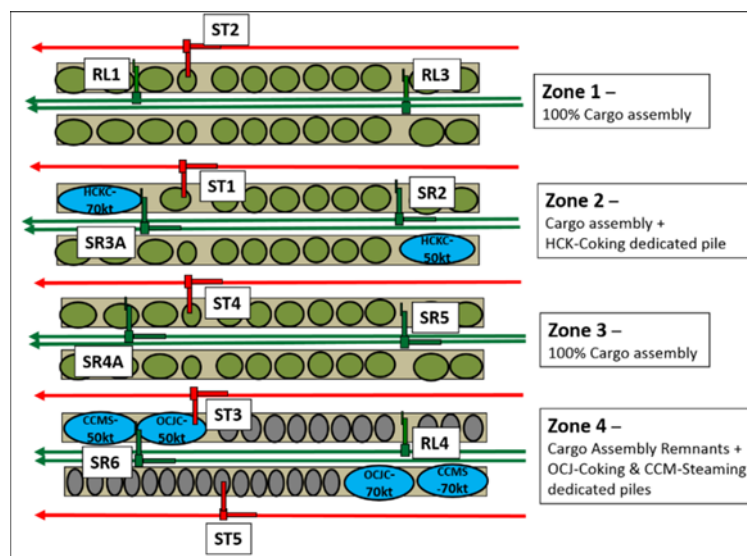 ST2
RL1
RL3
Zone 1 –
100% Cargo assembly
HCKC-
70kt
ST1
SR2
Zone 2 –
Cargo assembly +
HCK-Coking dedicated pile
SR3A
HCKC-
50kt
ST4
SR5
Zone 3 –
100% Cargo assembly
SR4A
CCMS-
50kt
OCJC-
50kt
ST3
RL4
Zone 4 –
Cargo Assembly Remnants +
OCJ-Coking & CCM-Steaming
dedicated piles
SR6
OCJC-
70kt
CCMS
-70kt
ST5